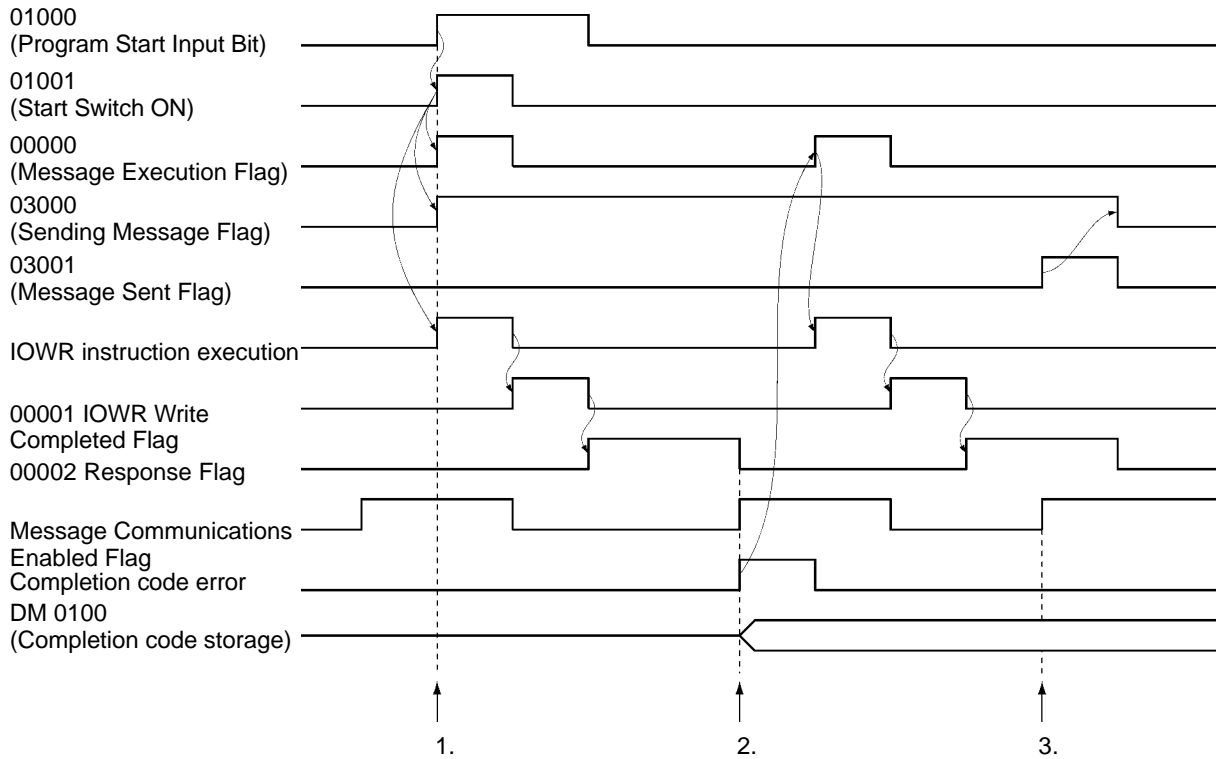 01000
(Program Start Input Bit)
01001
(Start Switch ON)
00000
(Message Execution Flag)
03000
(Sending Message Flag)
03001
(Message Sent Flag)
IOWR instruction execution
00001 IOWR Write
Completed Flag
00002 Response Flag
Message Communications
Enabled Flag
Completion code error
DM 0100
(Completion code storage)
1. 2. 3.